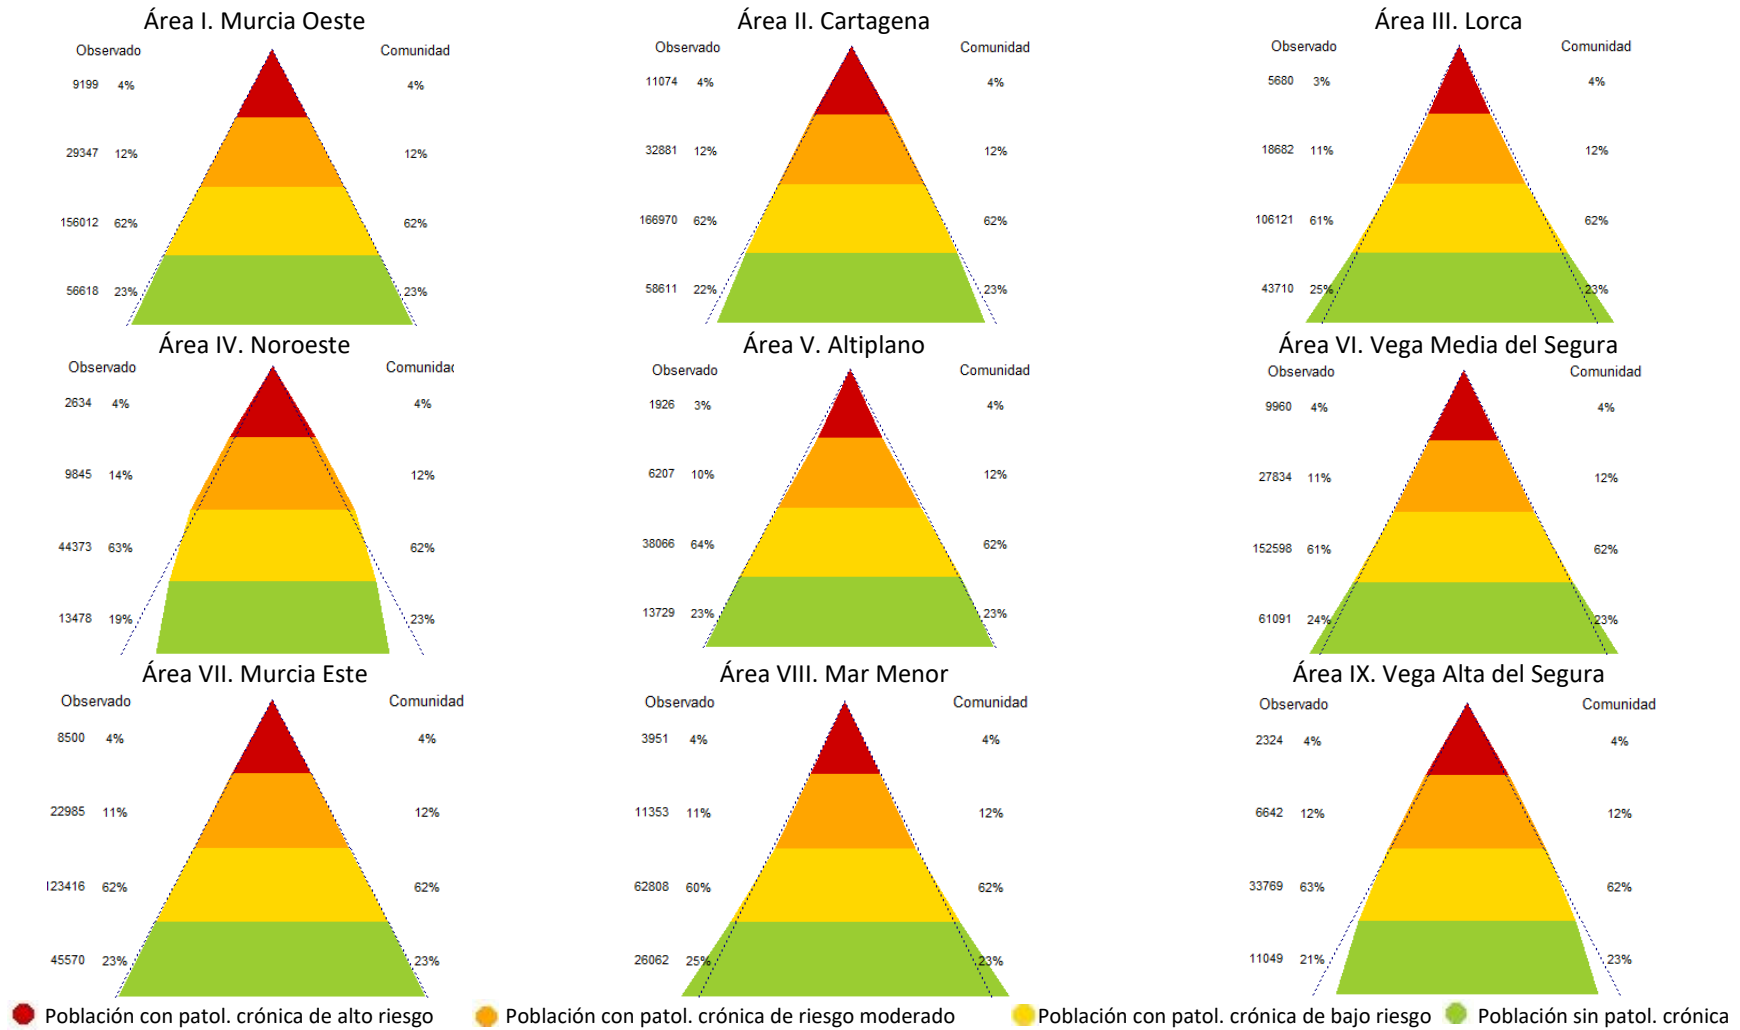 Área I. Murcia Oeste
Observado Comunidad
9199 4% 4%
29347 12% 12%
156012 62% 62%
56618 23% 23%
Área II. Cartagena
Observado Comunidad
11074 4% 4%
32881 12% 12%
166970 62% 62%
58611 22% 23%
Área III. Lorca
Observado Comunidad
5680 3% 4%
18682 11% 12%
106121 61% 62%
43710 25% 23%
Área IV. Noroeste
Observado Comunidad
2634 4% 4%
9845 14% 12%
44373 63% 62%
13478 19% 23%
Área V. Altiplano
Observado Comunidad
1926 3% 4%
6207 10% 12%
38066 64% 62%
13729 23% 23%
Área VI. Vega Media del Segura
Observado Comunidad
9960 4% 4%
27834 11% 12%
152598 61% 62%
61091 24% 23%
Área VII. Murcia Este
Observado Comunidad
8500 4% 4%
22985 11% 12%
123416 62% 62%
45570 23% 23%
Área VIII. Mar Menor
Observado Comunidad
3951 4% 4%
11353 11% 12%
62808 60% 62%
26062 25% 23%
Área IX. Vega Alta del Segura
Observado Comunidad
2324 4% 4%
6642 12% 12%
33769 63% 62%
11049 21% 23%
Población con patol. crónica de alto riesgo Población con patol. crónica de riesgo moderado Población con patol. crónica de bajo riesgo Población sin patol. crónica